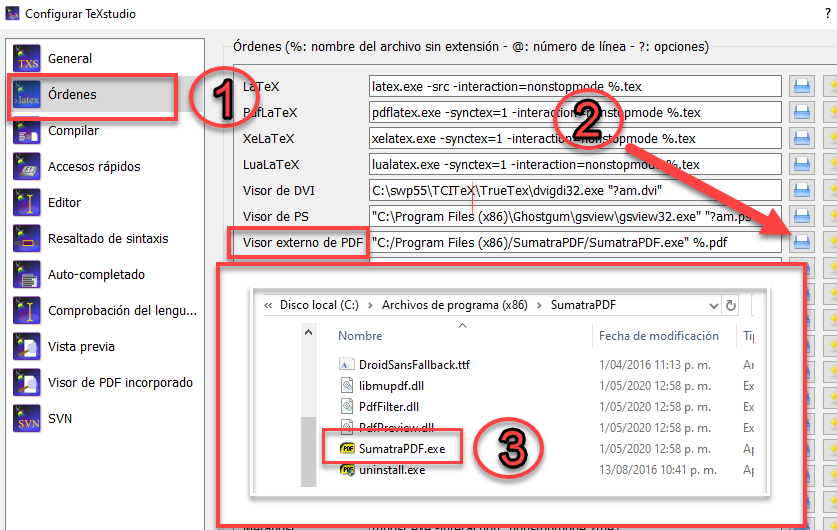 Configurar TeXstudio
?
General
Órdenes
Compilar
Accesos rápidos
Editor
Resaltado de sintaxis
Auto-completado
Comprobación del lengu...
Vista previa
Visor de PDF incorporado
SVN
Órdenes (%: nombre del archivo sin extensión - @: número de línea - ?: opciones)
LaTeX latex.exe -src -interaction=nonstopmode %.tex
PdfLaTeX pdflatex.exe -synctex=1 -interaction=nonstopmode %.tex
XeLaTeX xelatex.exe -synctex=1 -interaction=nonstopmode %.tex
LuaLaTeX lualatex.exe -synctex=1 -interaction=nonstopmode %.tex
Visor de DVI C:\swp55\TCITeX\TrueTex\dvigdi32.exe "?am.dvi"
Visor de PS "C:\Program Files (x86)\Ghostgum\gsview\gsview32.exe" "?am.ps
Visor externo de PDF "C:/Program Files (x86)/SumatraPDF/SumatraPDF.exe" %.pdf
1
2
« Disco local (C:) > Archivos de programa (x86) > SumatraPDF
Nombre Fecha de modificación Ti
DroidSansFallback.ttf 1/04/2016 11:13 p. m. Ar
libmupdf.dll 1/05/2020 12:58 p. m. Ex
PdfFilter.dll 1/05/2020 12:58 p. m. Ex
PdfPreview.dll 1/05/2020 12:58 p. m. Ex
SumatraPDF.exe 1/05/2020 12:58 p. m. Ap
uninstall.exe 13/08/2016 10:41 p. m. Ap
3